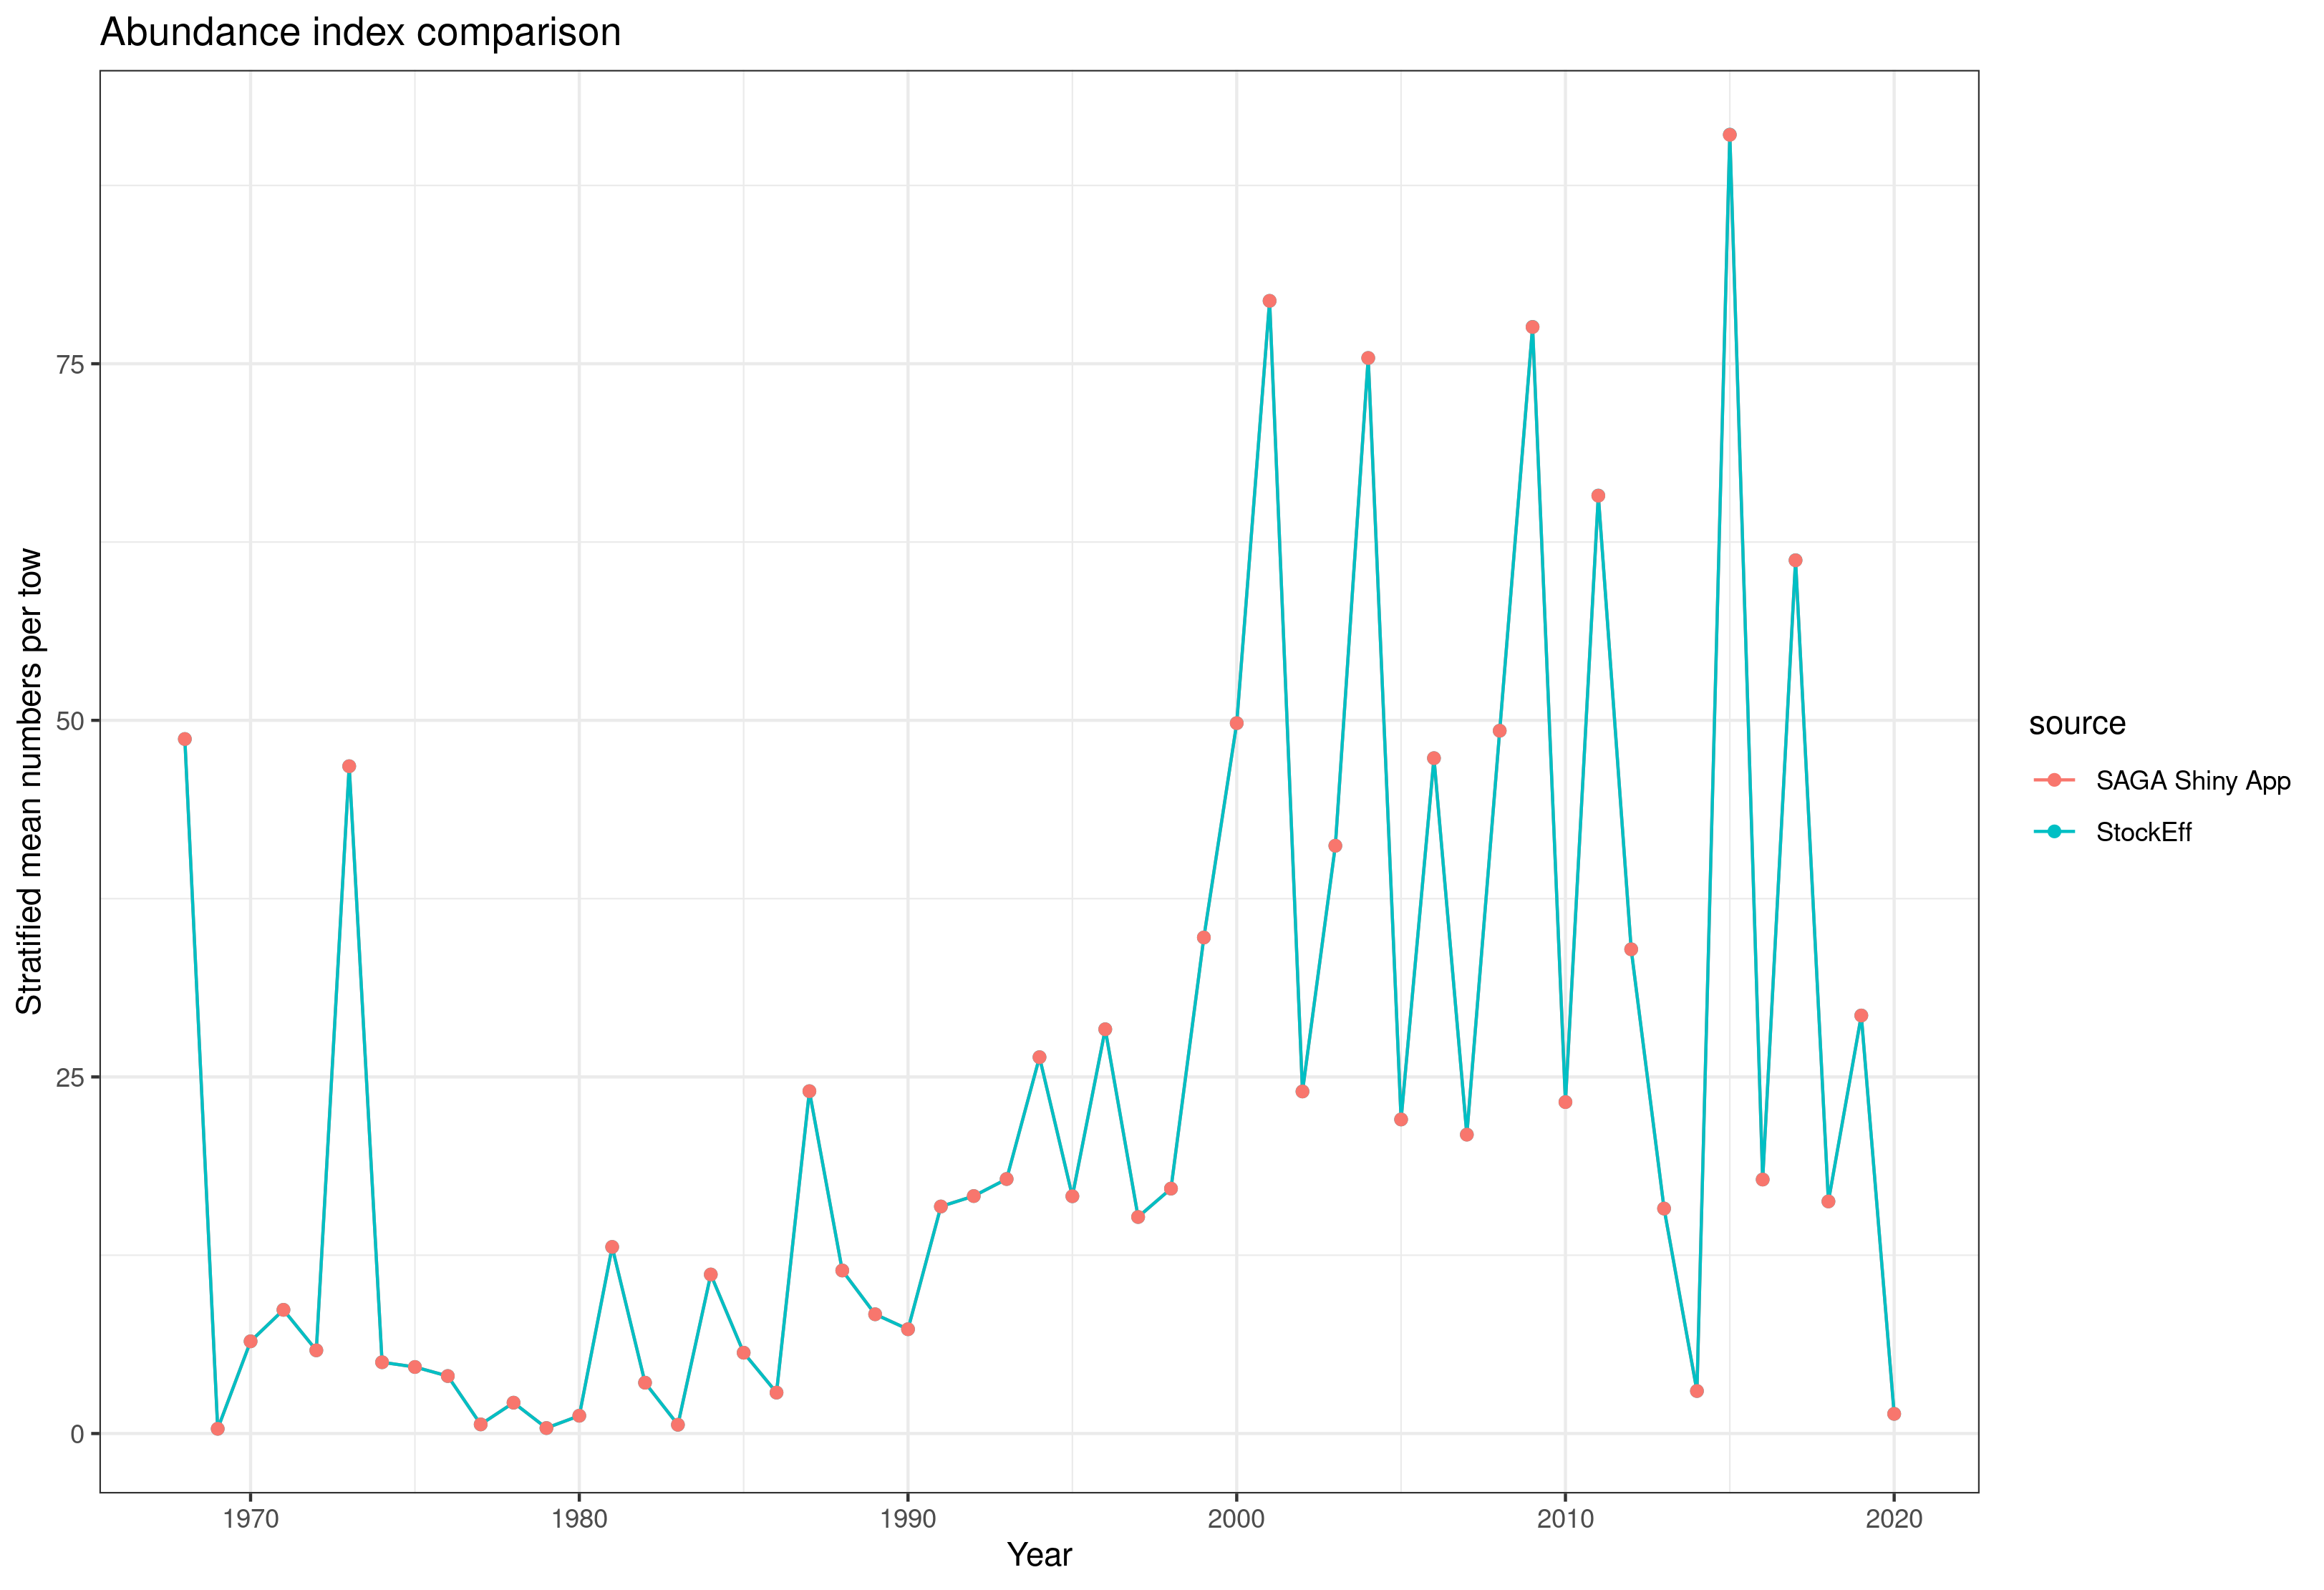 Abundance index comparison
Stratified mean numbers per tow
75
50
25
0
1970 1980 1990 2000 2010 2020
Year
source
SAGA Shiny App
StockEff